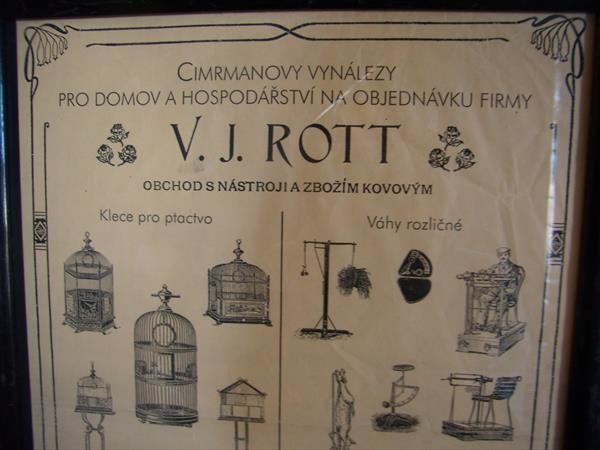 CIMRMANOVY VYNÁLEZY
PRO DOMOV A HOSPODÁŘSTVÍ NA OBJEDNÁVKU FIRMY
V. J. ROTT
OBCHOD S NÁSTROJI A ZBOŽÍM KOVOVÝM
Klece pro ptactvo
Váhy rozličné